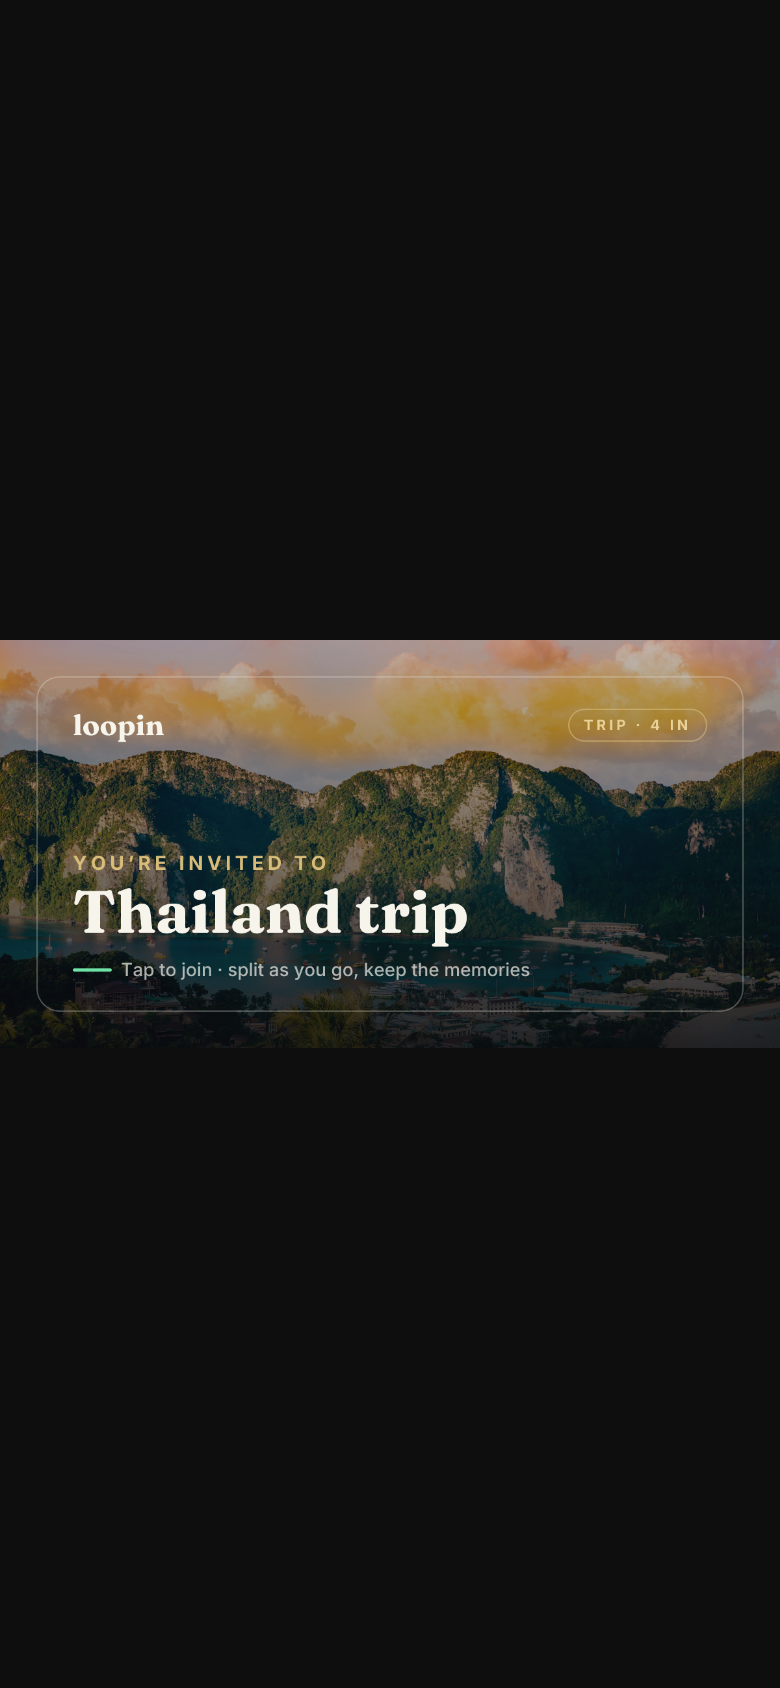 loopin
TRIP · 4 IN
YOU'RE INVITED TO
Thailand trip
Tap to join · split as you go, keep the memories